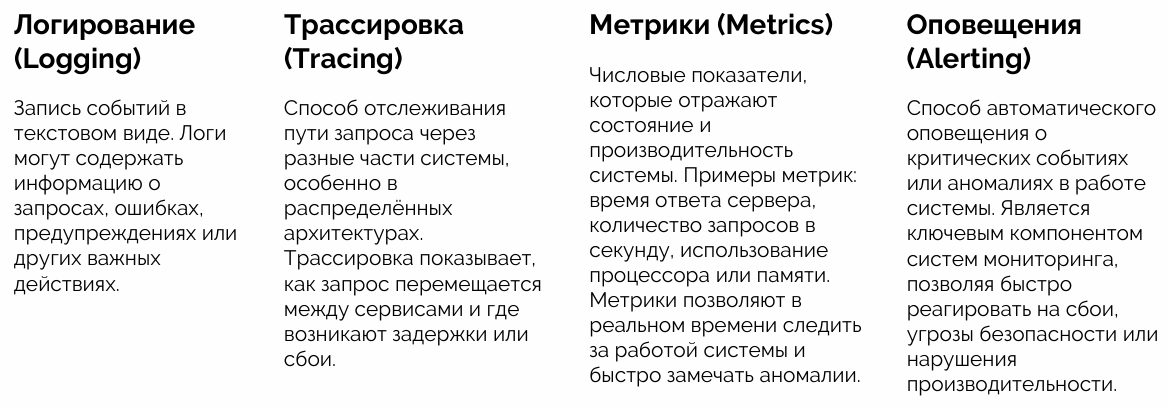 Логирование
(Logging)
Запись событий в
текстовом виде. Логи
могут содержать
информацию о
запросах, ошибках,
предупреждениях или
других важных
действиях.
Трассировка
(Tracing)
Способ отслеживания
пути запроса через
разные части системы,
особенно в
распределённых
архитектурах.
Трассировка показывает,
как запрос перемещается
между сервисами и где
возникают задержки или
сбои.
Метрики (Metrics)
Числовые показатели,
которые отражают
состояние и
производительность
системы. Примеры метрик:
время ответа сервера,
количество запросов в
секунду, использование
процессора или памяти.
Метрики позволяют в
реальном времени следить
за работой системы и
быстро замечать аномалии.
Оповещения
(Alerting)
Способ автоматического
оповещения о
критических событиях
или аномалиях в работе
системы. Является
ключевым компонентом
систем мониторинга,
позволяя быстро
реагировать на сбои,
угрозы безопасности или
нарушения
производительности.